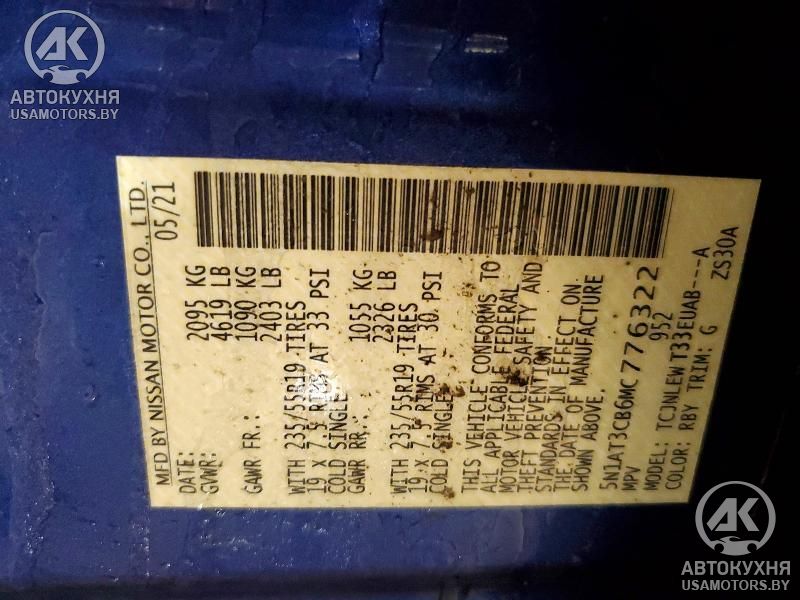 АК
АВТОКУХНЯ
USAMOTORS.BY
MFD BY NISSAN MOTOR CO., LTD.
DATE: 05/21
GVWR: 2095 KG
4619 LB
GAWR FR.: 1090 KG
2403 LB
WITH 235/55R19 TIRES
19 X 7.5 RIMS AT 33 PSI
COLD SINGLE
GAWR RR.: 1055 KG
2326 LB
WITH 235/55R19 TIRES
19 X 7.5 RIMS AT 30 PSI
COLD SINGLE
THIS VEHICLE CONFORMS TO
ALL APPLICABLE FEDERAL
MOTOR VEHICLE SAFETY AND
THEFT PREVENTION
STANDARDS IN EFFECT ON
THE DATE OF MANUFACTURE
SHOWN ABOVE.
5N1AT3CB6MC776322
MPV 952
MODEL: TCJNLEWT33EUAB---A
COLOR: RBY TRIM: G ZS30A
АК
АВТОКУХНЯ
USAMOTORS.BY